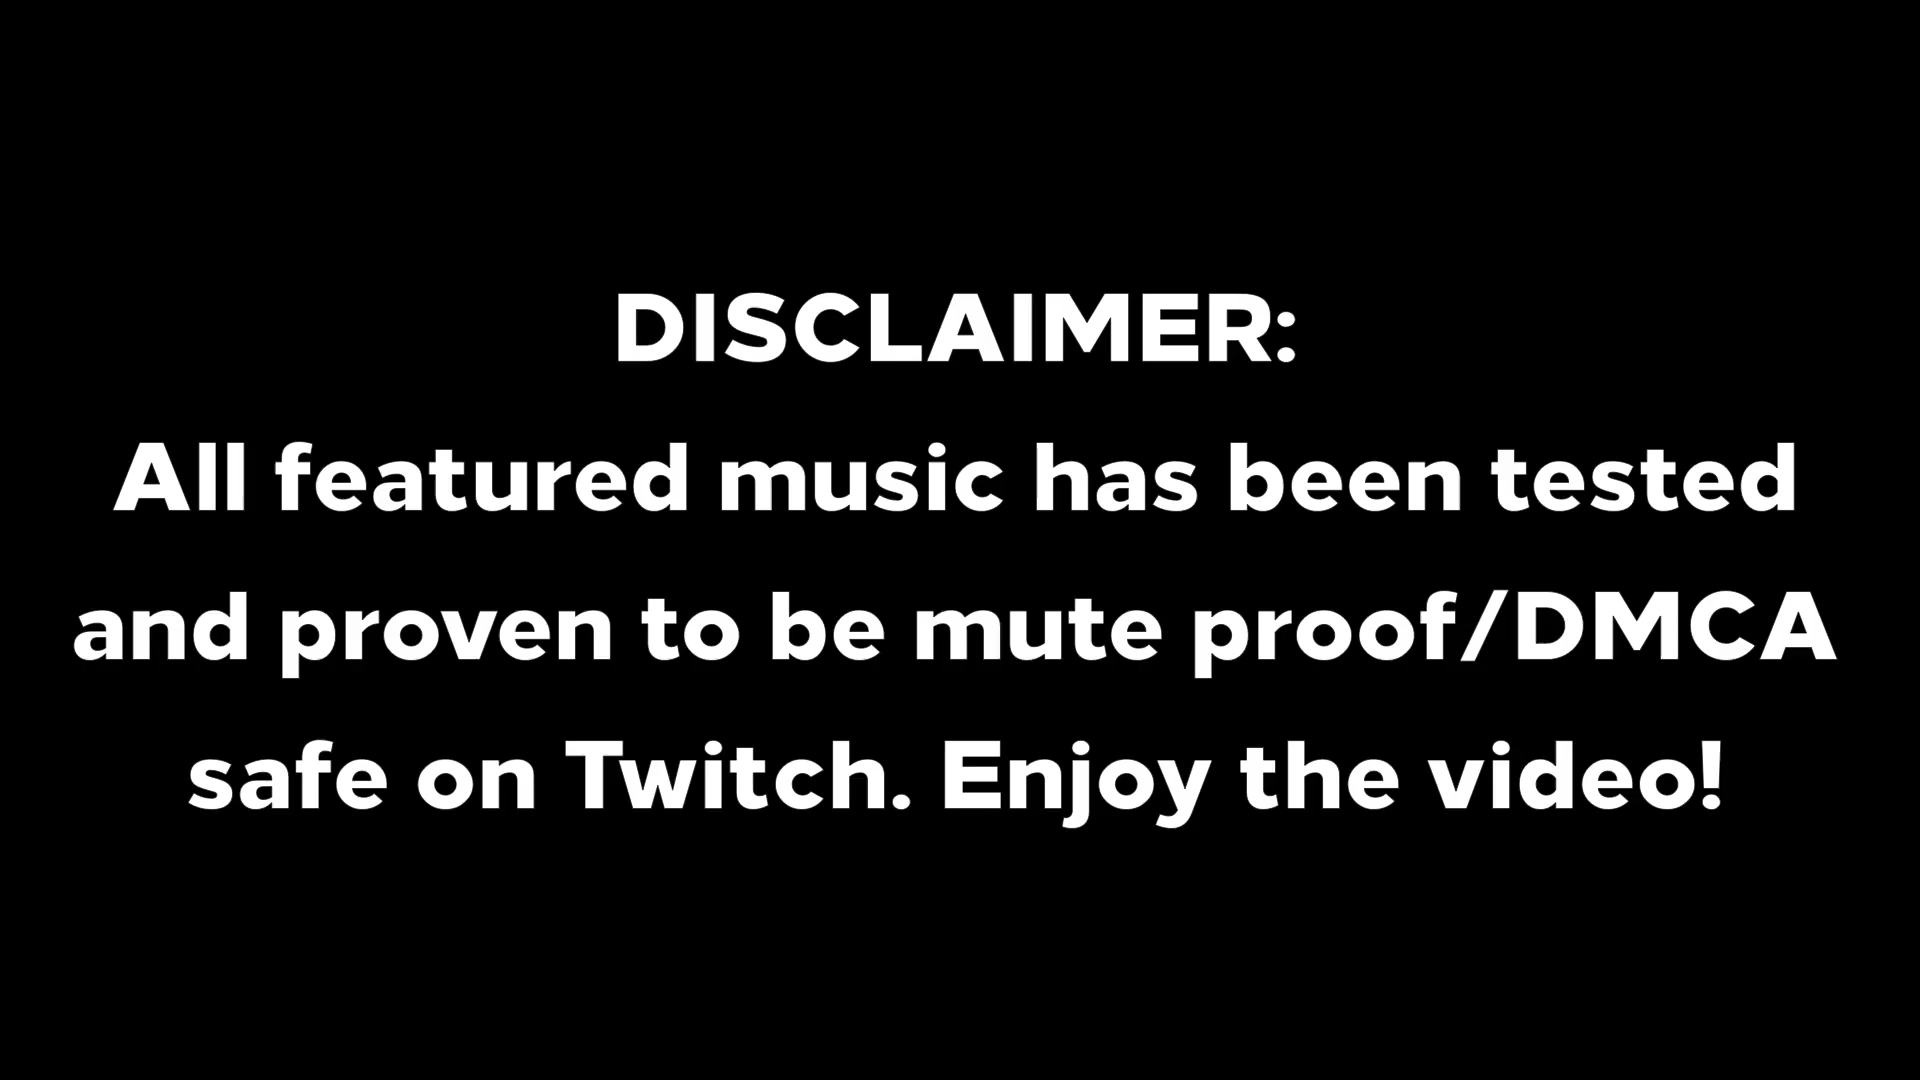 DISCLAIMER:
All featured music has been tested
and proven to be mute proof/DMCA
safe on Twitch. Enjoy the video!